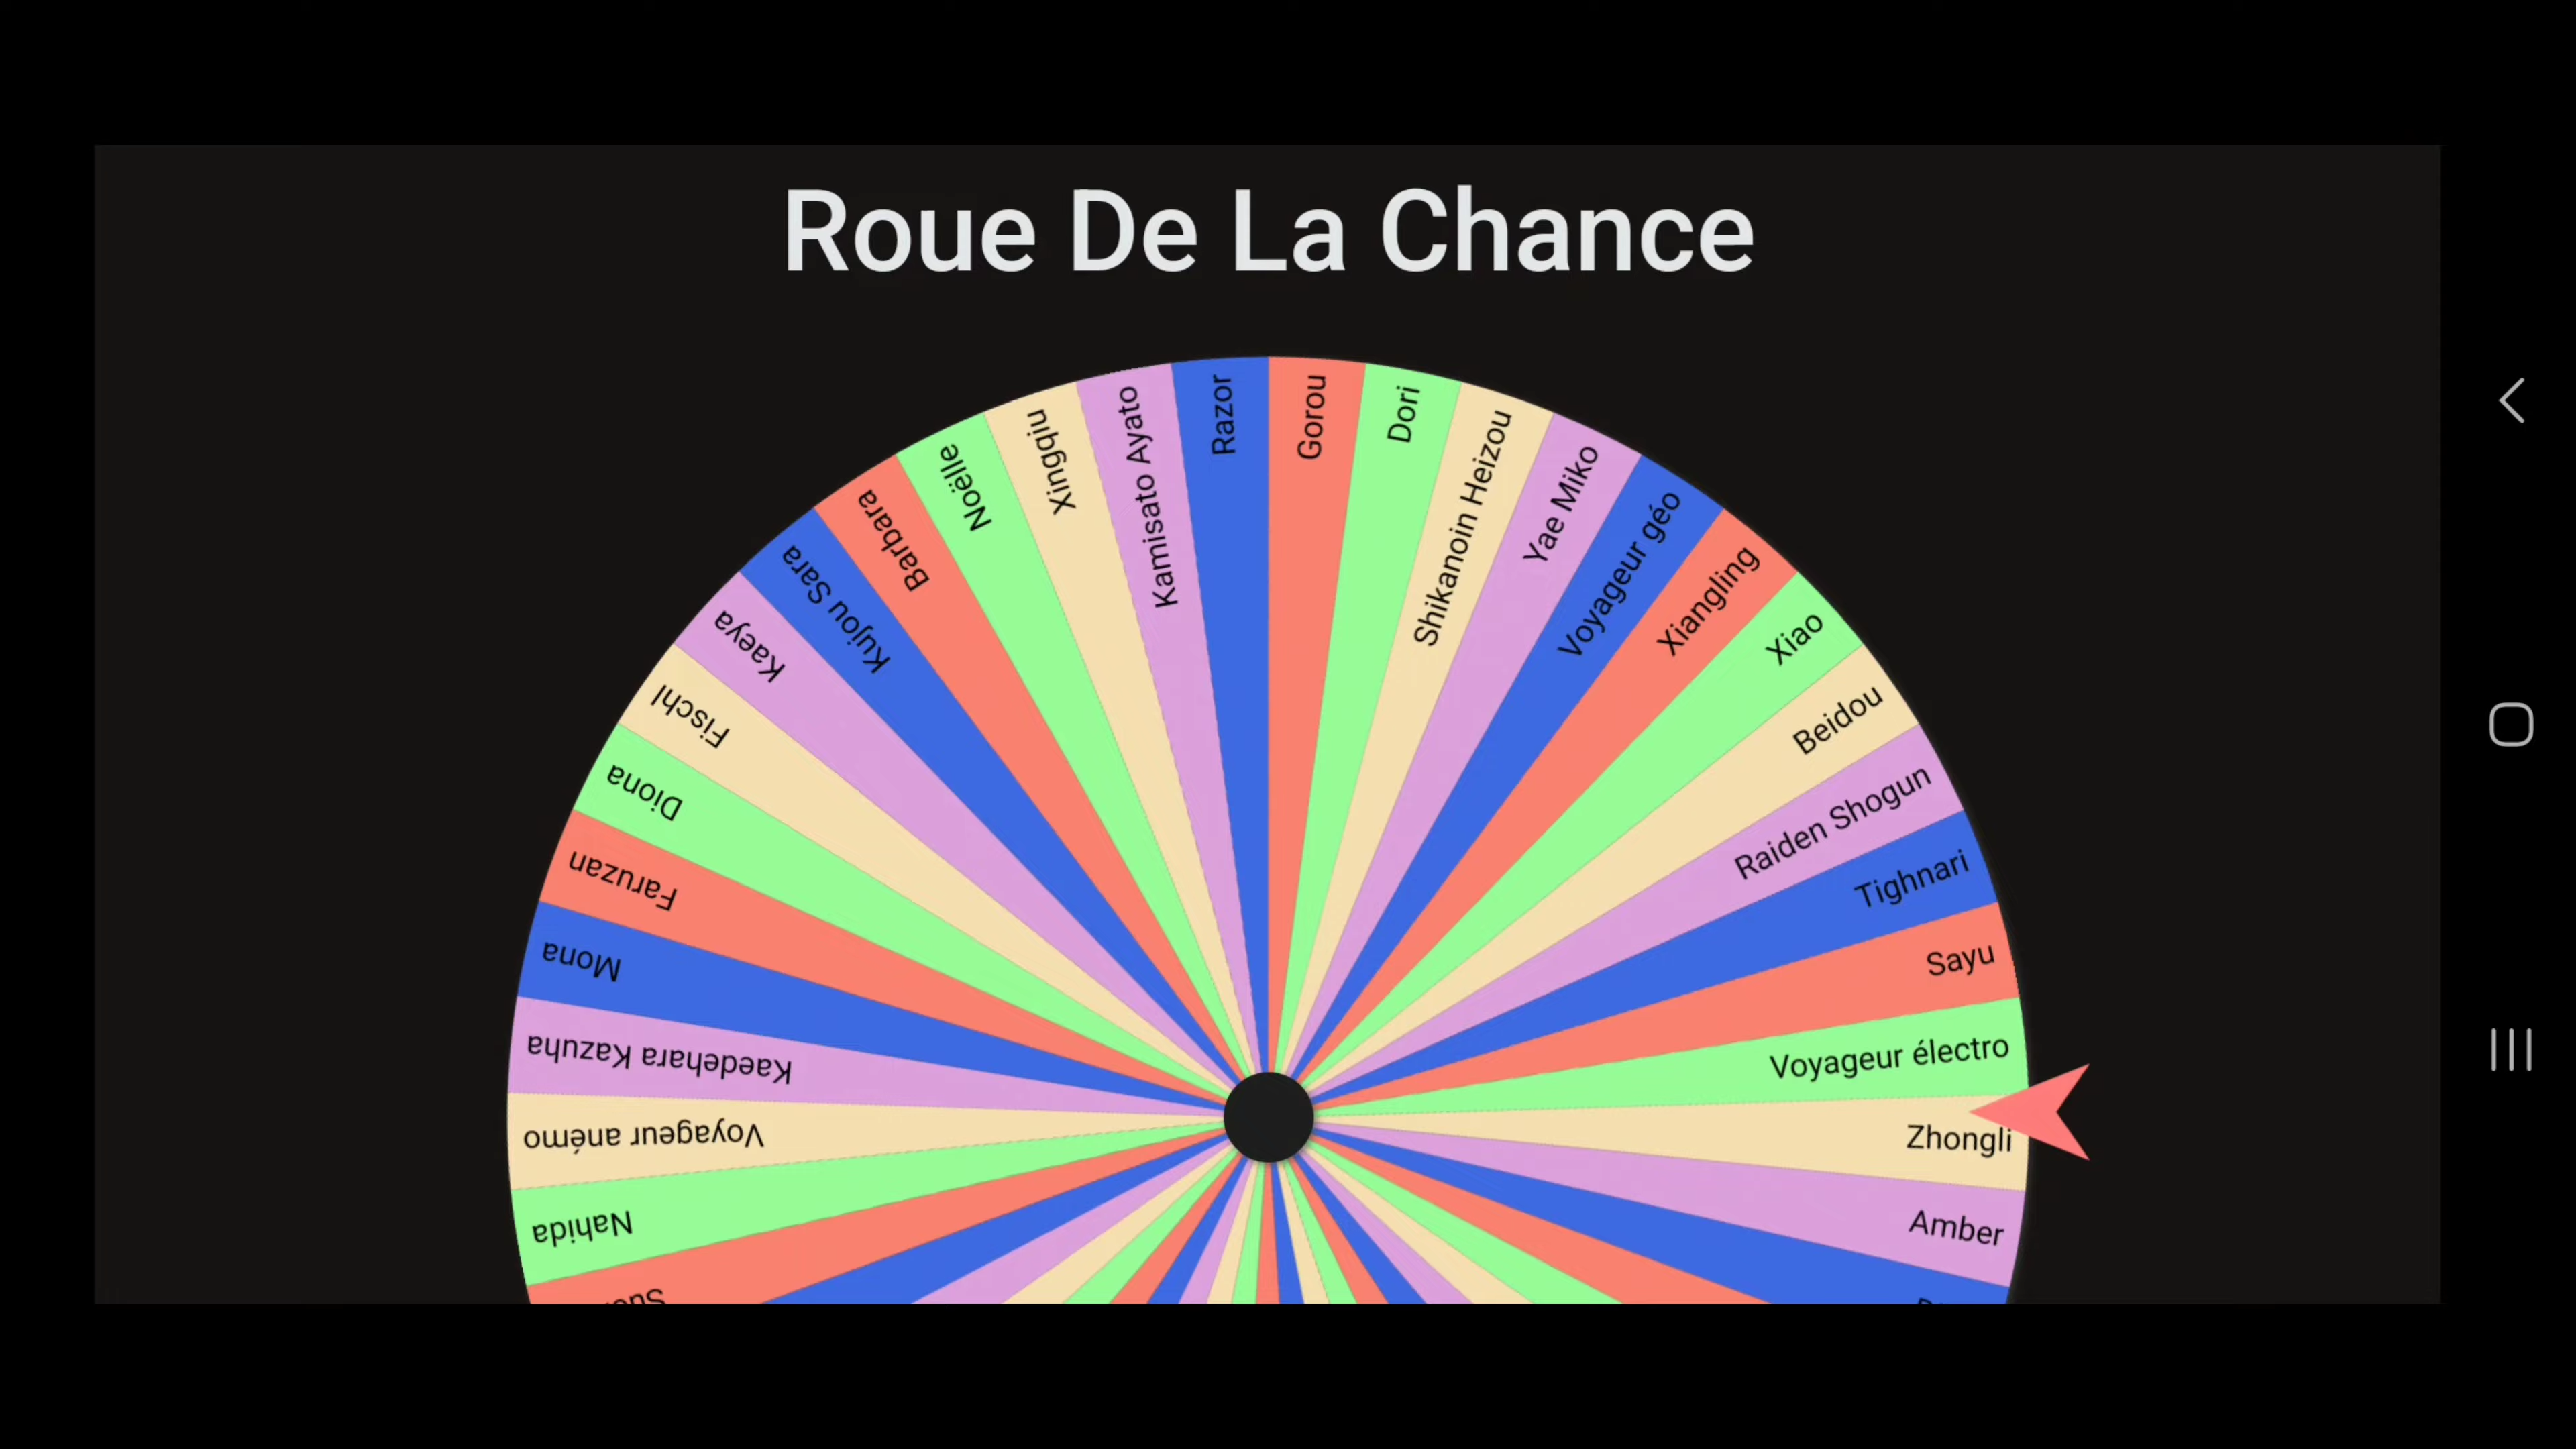 Roue De La Chance
Gorou
Dori
Shikanoin Heizou
Yae Miko
Voyageur géo
Xiangling
Xiao
Beidou
Raiden Shogun
Tighnari
Sayu
Voyageur électro
Zhongli
Amber
Nahida
Voyageur anémo
Kaedehara Kazuha
Mona
Faruzan
Diona
Fischl
Kaeya
Kujou Sara
Barbara
Noëlle
Xingqiu
Kamisato Ayato
Razor